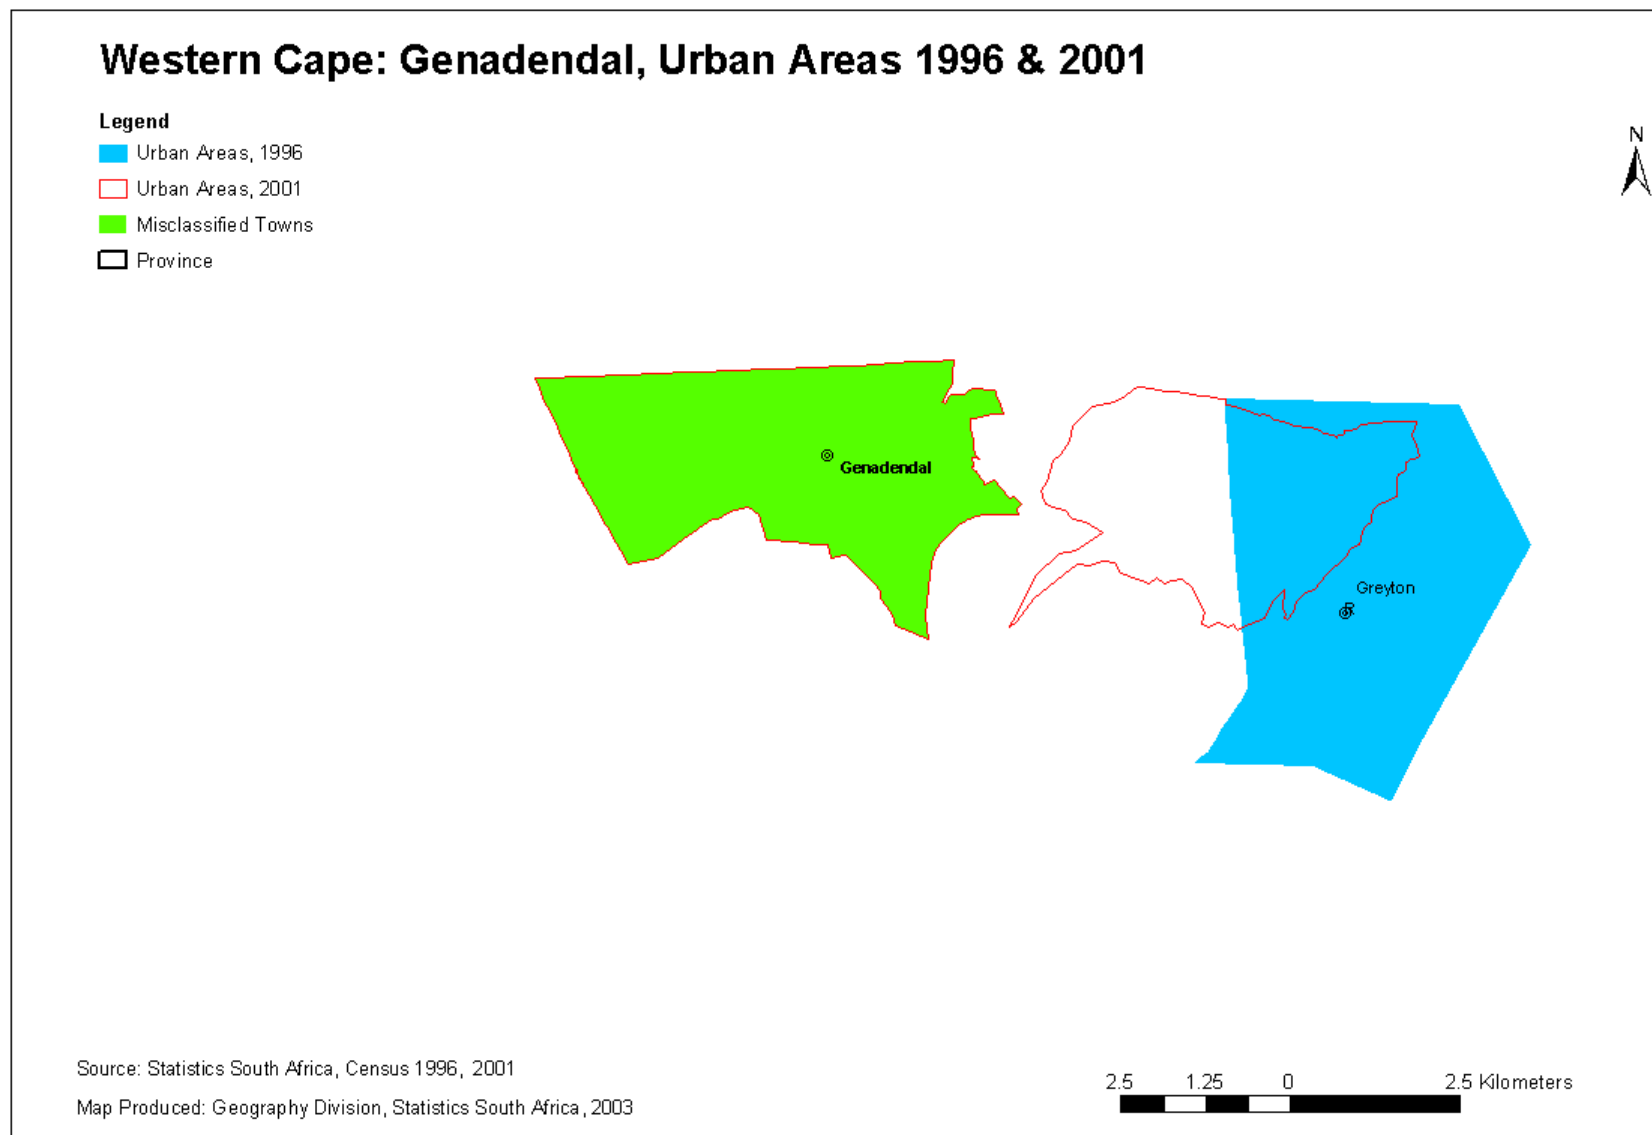 Western Cape: Genadendal, Urban Areas 1996 & 2001
Legend
Urban Areas, 1996
Urban Areas, 2001
Misclassified Towns
Province
N
Genadendal
Greyton
R
Source: Statistics South Africa, Census 1996, 2001
Map Produced: Geography Division, Statistics South Africa, 2003
2.5 1.25 0 2.5 Kilometers